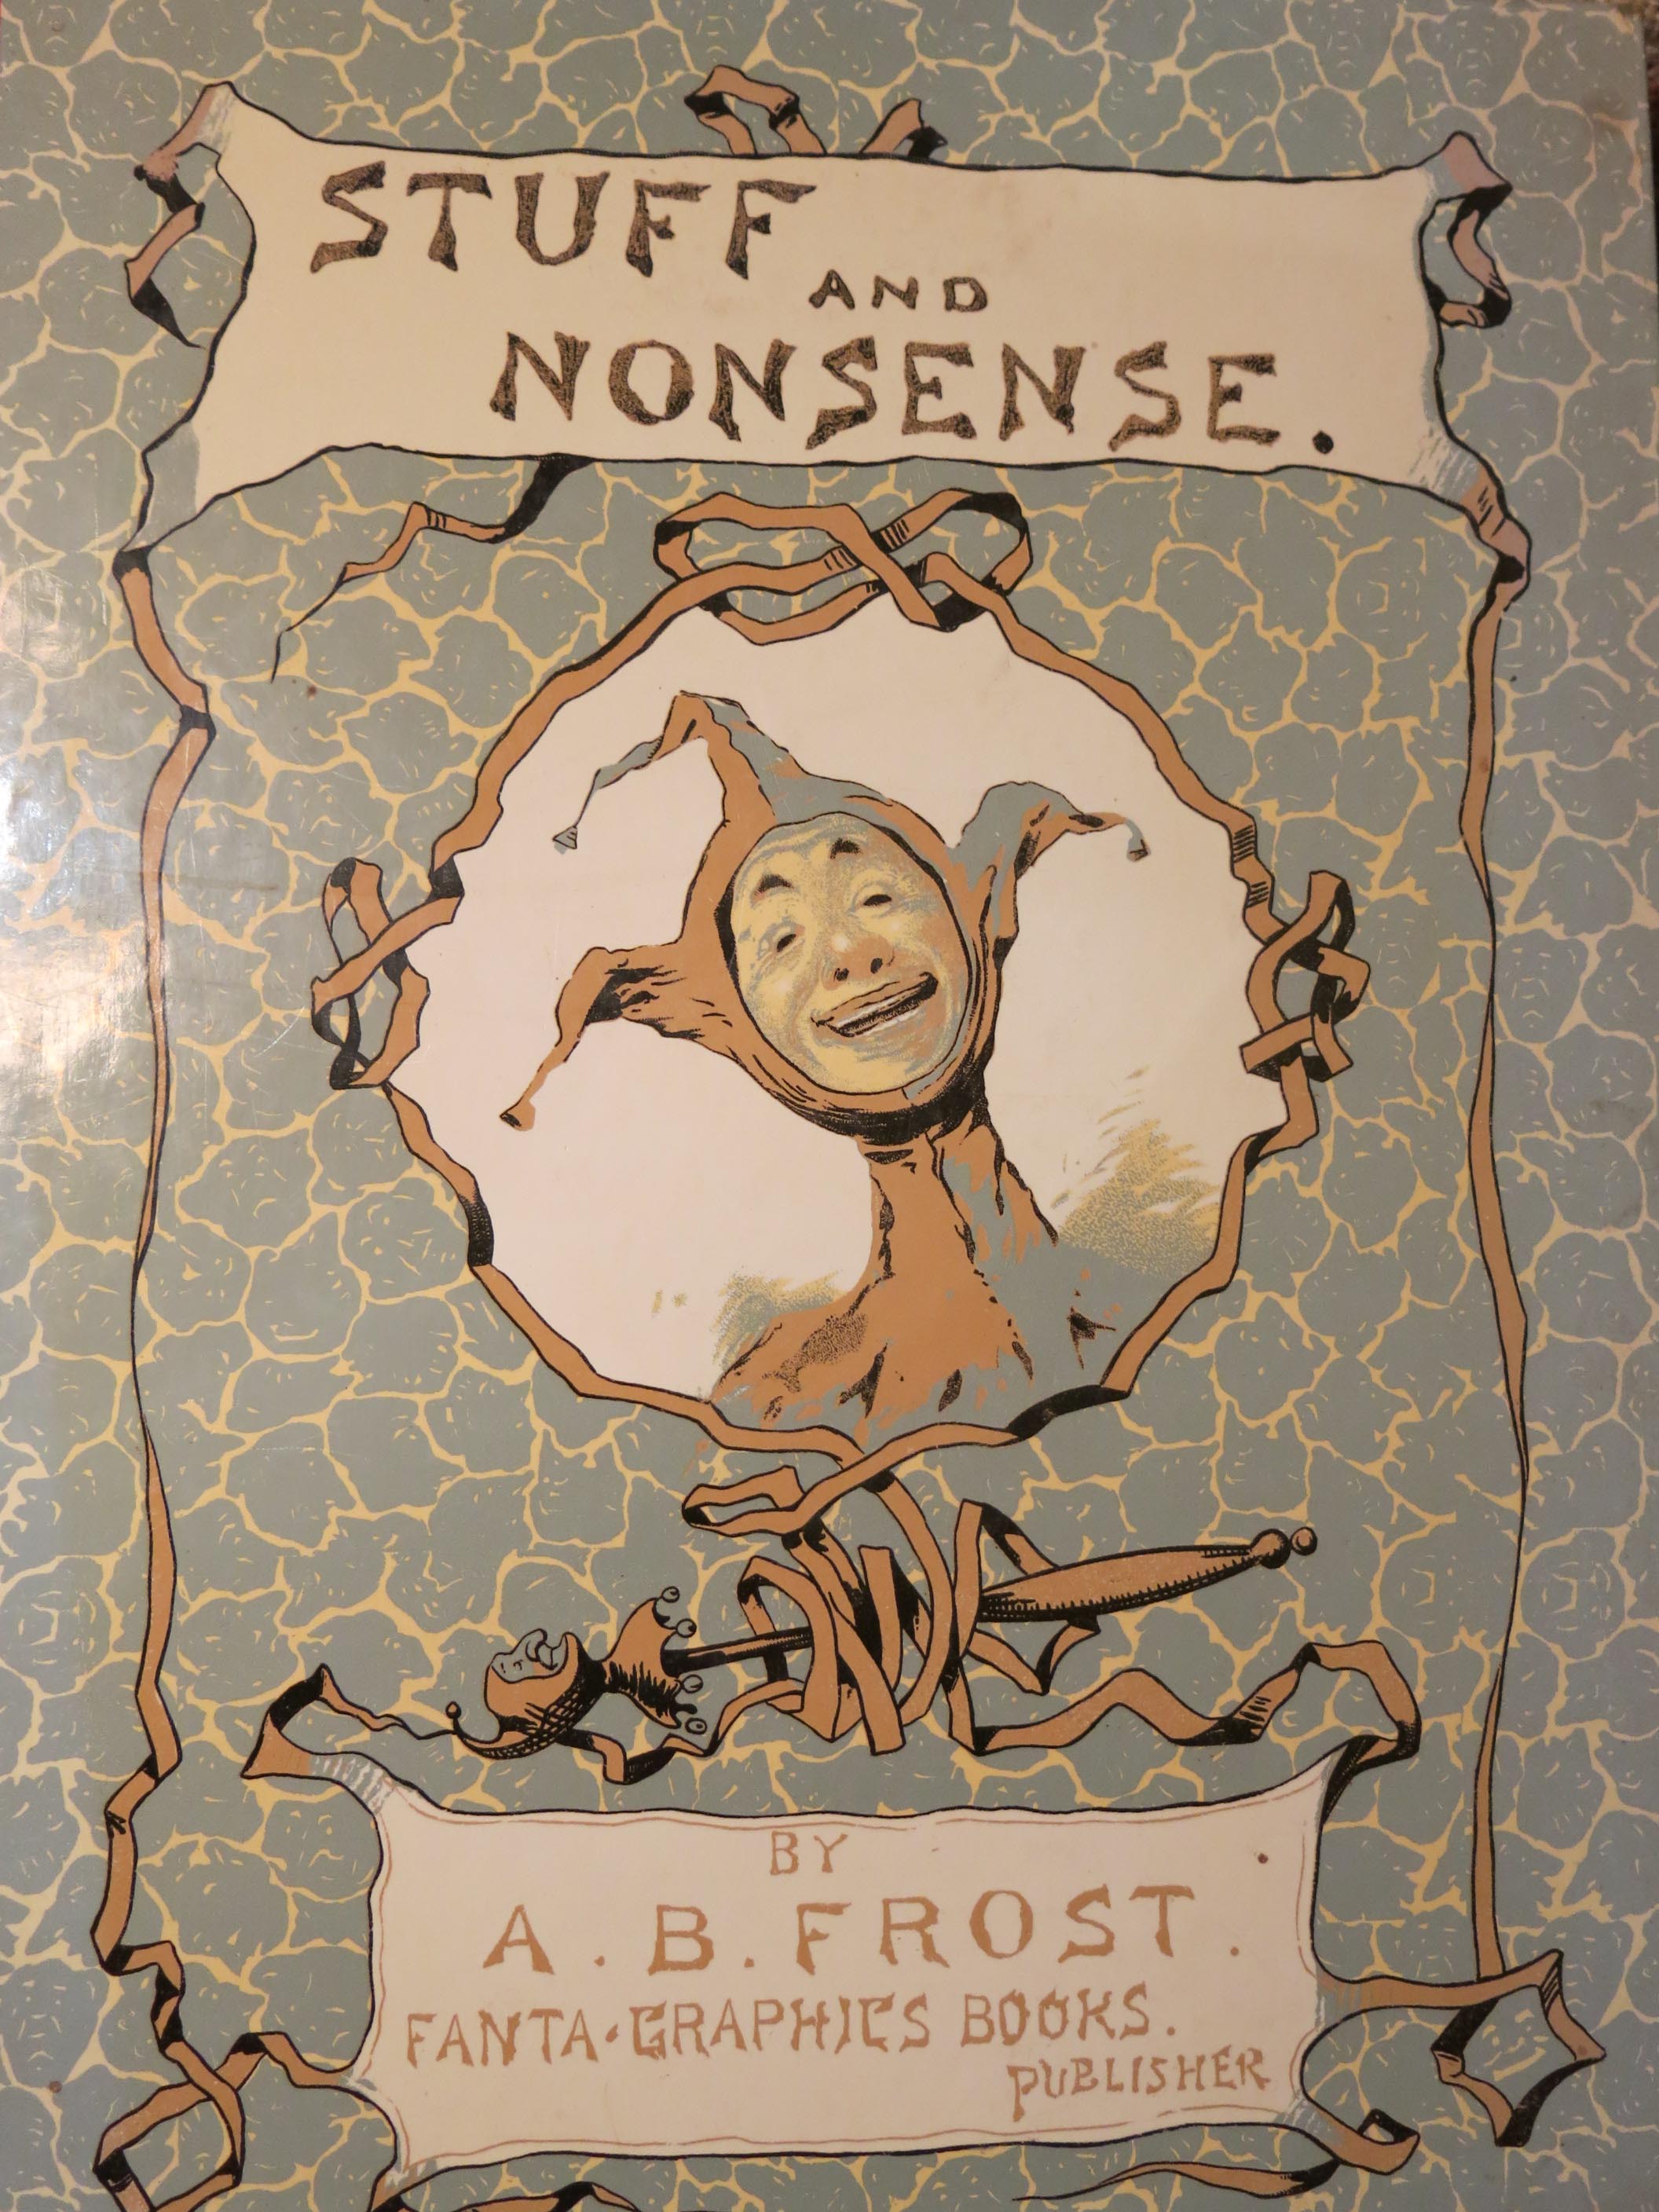 STUFF
AND
NONSENSE.
BY
A. B. FROST.
FANTA·GRAPHICS BOOKS.
PUBLISHER